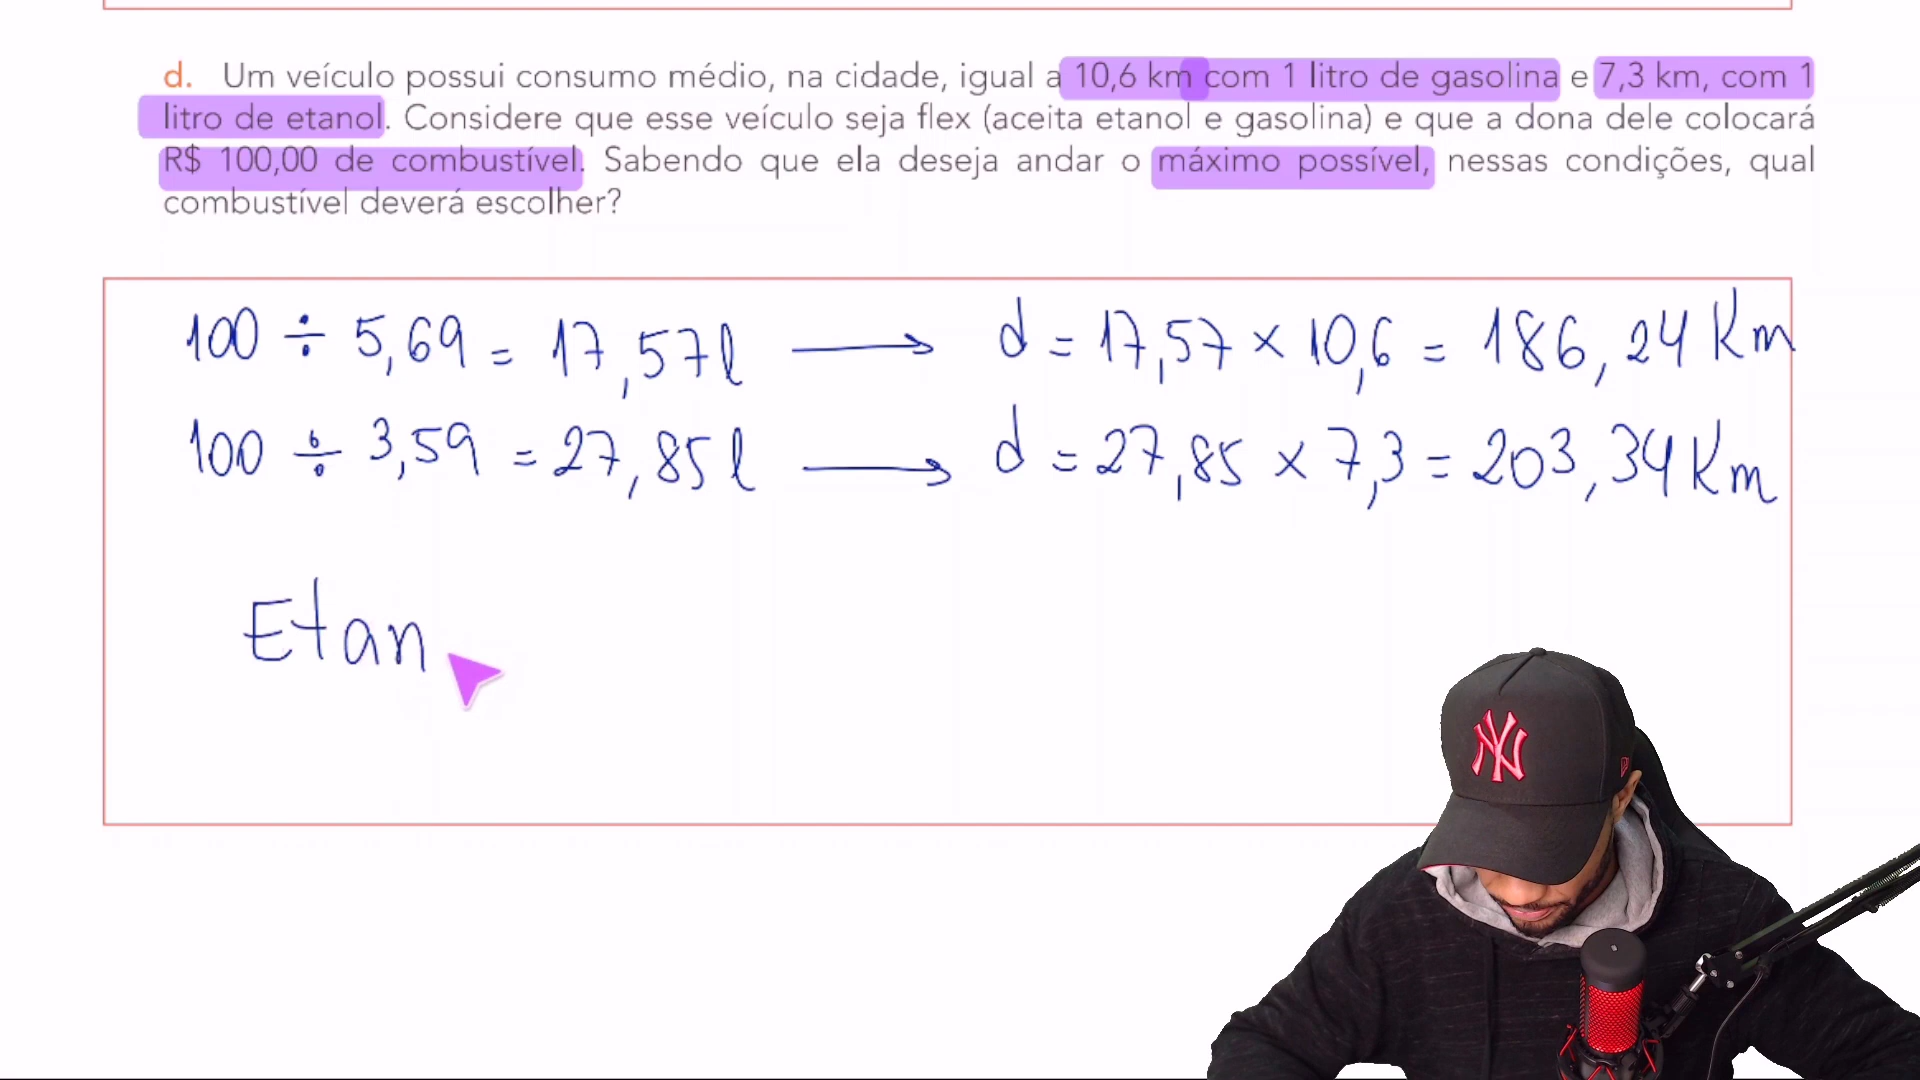 d. Um veículo possui consumo médio, na cidade, igual a 10,6 km com 1 litro de gasolina e 7,3 km, com 1
litro de etanol. Considere que esse veículo seja flex (aceita etanol e gasolina) e que a dona dele colocará
R$ 100,00 de combustível. Sabendo que ela deseja andar o máximo possível, nessas condições, qual
combustível deverá escolher?
100 ÷ 5,69 = 17,57l ⟶ d = 17,57 × 10,6 = 186,24 Km
100 ÷ 3,59 = 27,85l ⟶ d = 27,85 × 7,3 = 203,34 Km
Etan
NY